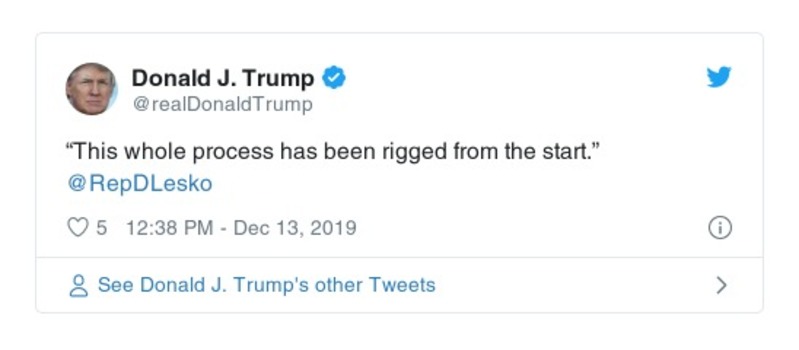 Donald J. Trump
@realDonaldTrump
“This whole process has been rigged from the start.”
@RepDLesko
5 12:38 PM - Dec 13, 2019
See Donald J. Trump's other Tweets